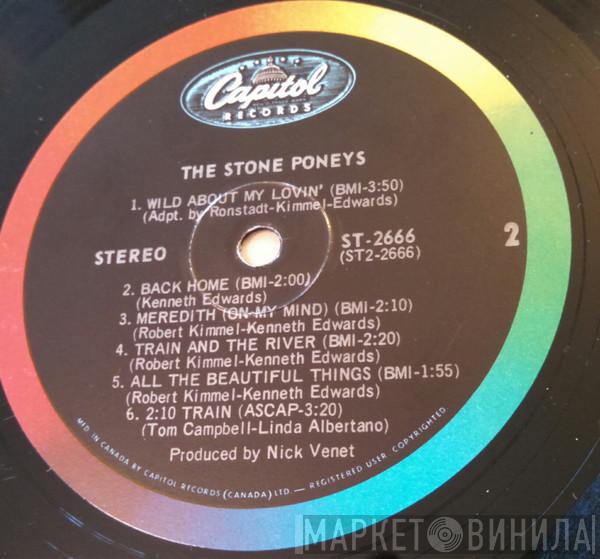 Capitol
RECORDS
THE STONE PONEYS
1. WILD ABOUT MY LOVIN' (BMI-3:50)
(Adpt. by Ronstadt-Kimmel-Edwards)
STEREO
ST-2666
(ST2-2666)
2
2. BACK HOME (BMI-2:00)
(Kenneth Edwards)
3. MEREDITH (ON MY MIND) (BMI-2:10)
(Robert Kimmel-Kenneth Edwards)
4. TRAIN AND THE RIVER (BMI-2:20)
(Robert Kimmel-Kenneth Edwards)
5. ALL THE BEAUTIFUL THINGS (BMI-1:55)
(Robert Kimmel-Kenneth Edwards)
6. 2:10 TRAIN (ASCAP-3:20)
(Tom Campbell-Linda Albertano)
Produced by Nick Venet
MFD. IN CANADA BY CAPITOL RECORDS (CANADA) LTD. — REGISTERED USER. COPYRIGHTED.
МАРКЕТ ВИНИЛА